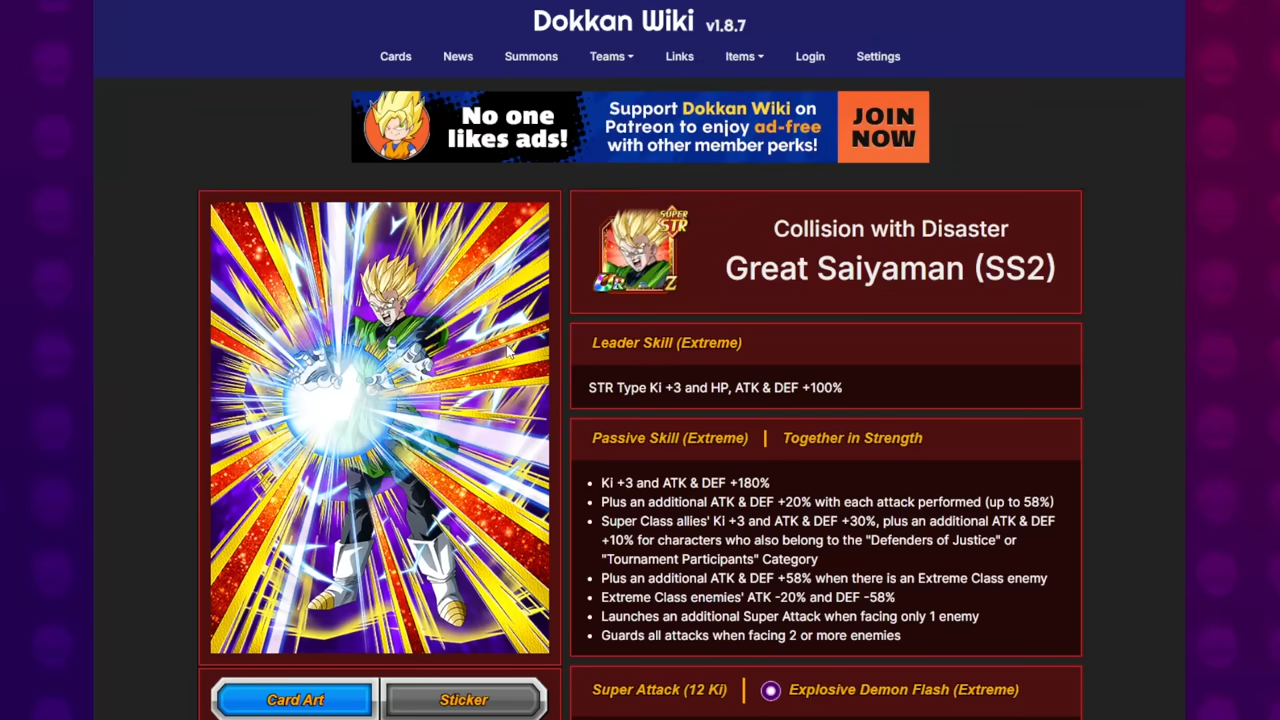 Dokkan Wiki v1.8.7
Cards News Summons Teams Links Items Login Settings
No one likes ads!
Support Dokkan Wiki on
Patreon to enjoy ad-free
with other member perks!
JOIN NOW
SUPER STR
UR Z
Collision with Disaster
Great Saiyaman (SS2)
Leader Skill (Extreme)
STR Type Ki +3 and HP, ATK & DEF +100%
Passive Skill (Extreme) | Together in Strength
• Ki +3 and ATK & DEF +180%
• Plus an additional ATK & DEF +20% with each attack performed (up to 58%)
• Super Class allies' Ki +3 and ATK & DEF +30%, plus an additional ATK & DEF
+10% for characters who also belong to the "Defenders of Justice" or
"Tournament Participants" Category
• Plus an additional ATK & DEF +58% when there is an Extreme Class enemy
• Extreme Class enemies' ATK -20% and DEF -58%
• Launches an additional Super Attack when facing only 1 enemy
• Guards all attacks when facing 2 or more enemies
Super Attack (12 Ki) | Explosive Demon Flash (Extreme)
Card Art
Sticker